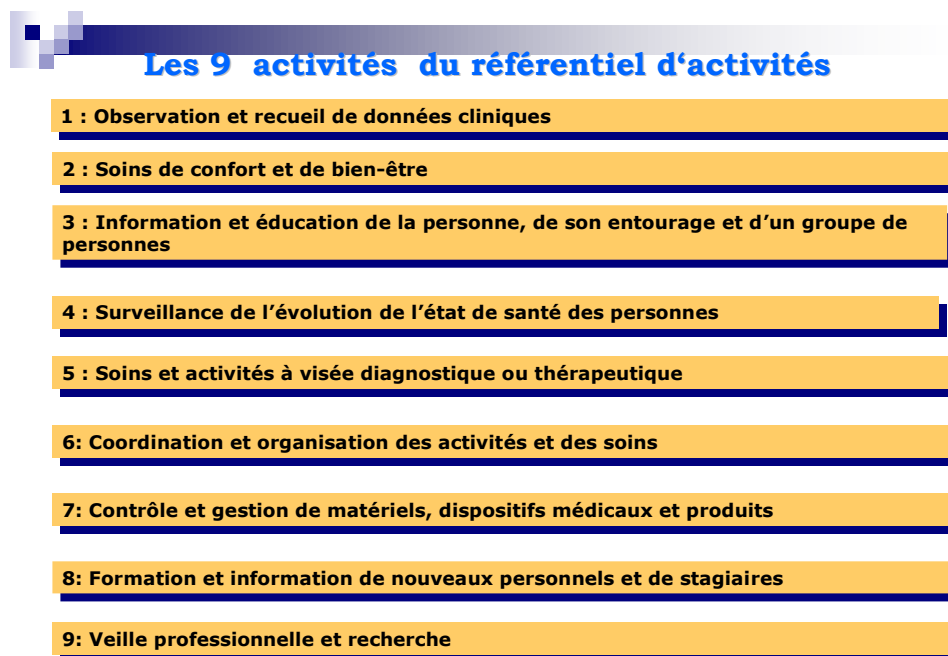 Les 9 activités du référentiel d‘activités
1 : Observation et recueil de données cliniques
2 : Soins de confort et de bien-être
3 : Information et éducation de la personne, de son entourage et d’un groupe de
personnes
4 : Surveillance de l’évolution de l’état de santé des personnes
5 : Soins et activités à visée diagnostique ou thérapeutique
6: Coordination et organisation des activités et des soins
7: Contrôle et gestion de matériels, dispositifs médicaux et produits
8: Formation et information de nouveaux personnels et de stagiaires
9: Veille professionnelle et recherche